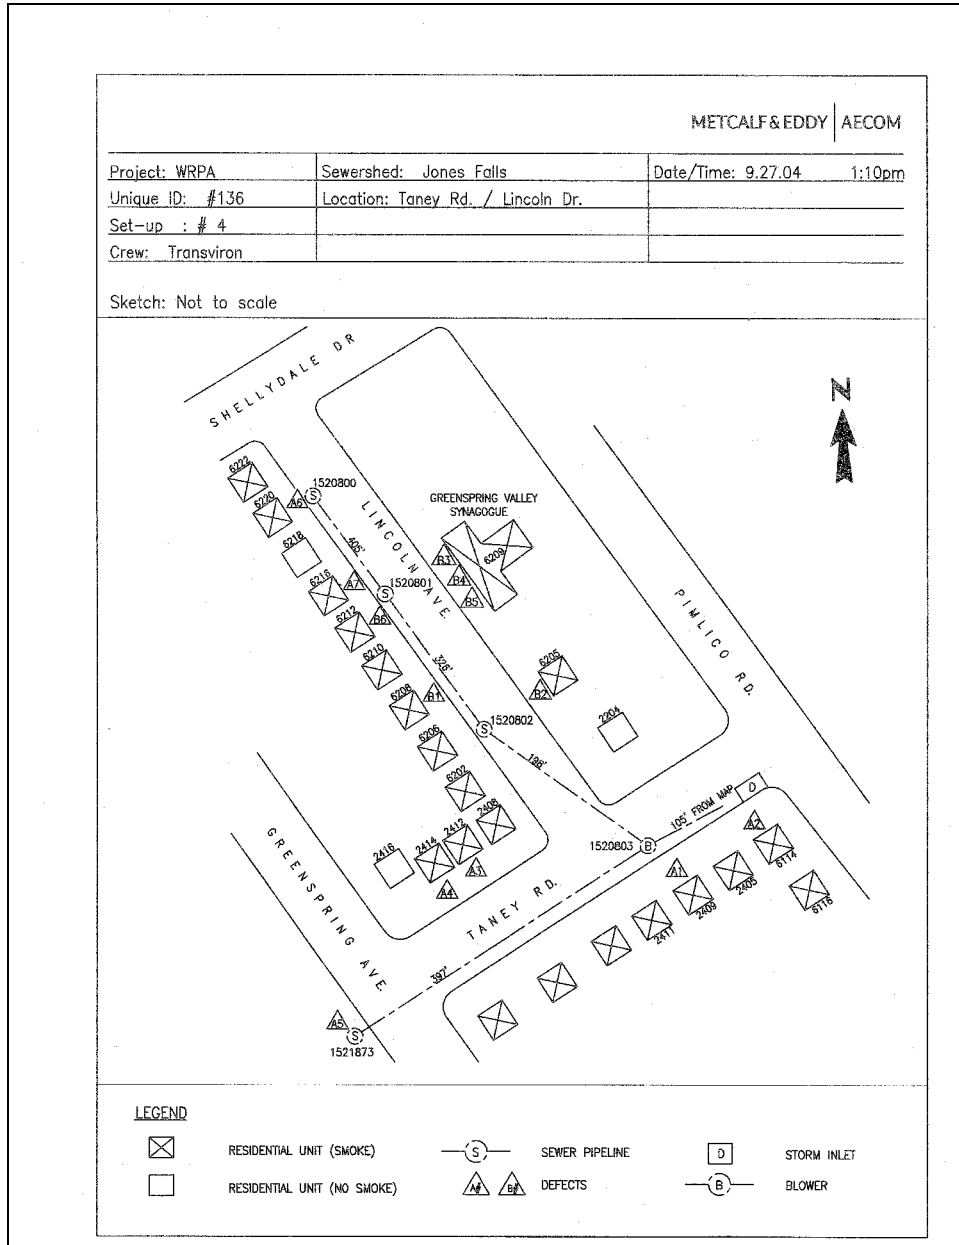 METCALF & EDDY | AECOM
Project: WRPA
Sewershed: Jones Falls
Date/Time: 9.27.04 1:10pm
Unique ID: #136
Location: Taney Rd. / Lincoln Dr.
Set-up : # 4
Crew: Transviron
Sketch: Not to scale
SHELLYDALE DR
N
6222
1520800
6220
A6
GREENSPRING VALLEY
SYNAGOGUE
LINCOLN AVE.
6218
405'
6209
B3
B4
B5
6216
A7
1520801
B6
6212
PIMLICO RD.
6210
326'
6205
B2
6208
B1
2204
1520802
6206
198'
6202
D
105' FROM MAP
2408
A2
2412
2414
2416
1520803
B
6114
A3
A4
A1
2405
6116
GREENSPRING AVE.
2409
TANEY RD.
2411
397'
A5
S
1521873
LEGEND
RESIDENTIAL UNIT (SMOKE)
S
SEWER PIPELINE
D
STORM INLET
RESIDENTIAL UNIT (NO SMOKE)
A# B#
DEFECTS
B
BLOWER